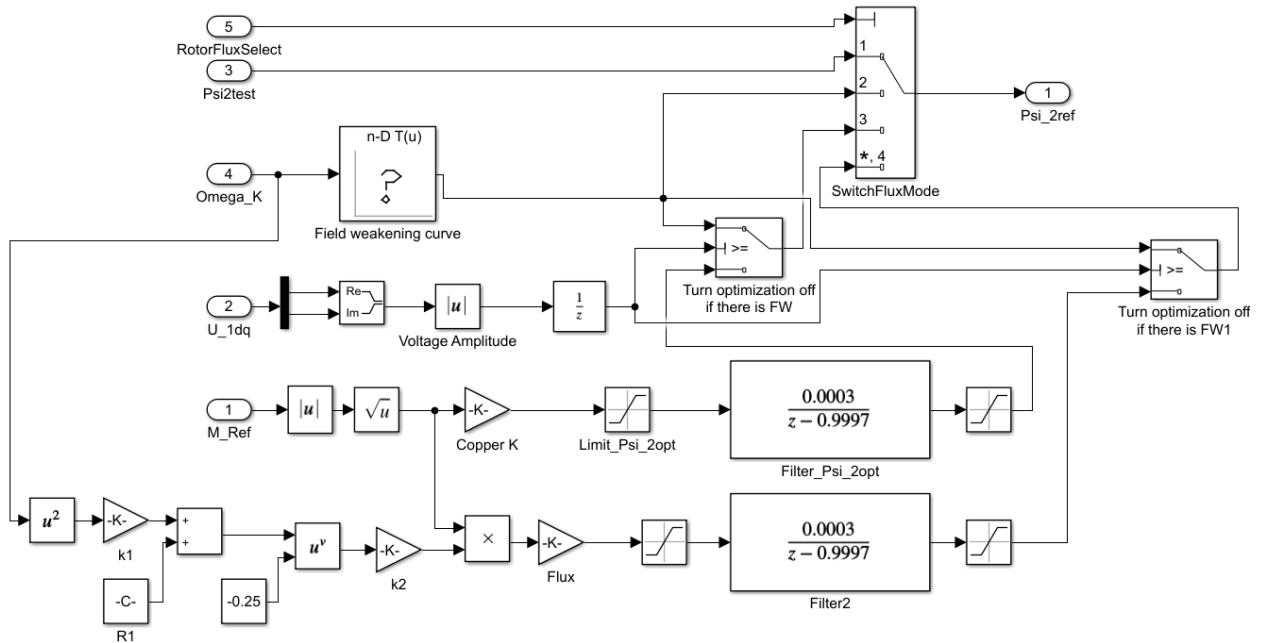 5
RotorFluxSelect
3
Psi2test
1
2
3
*, 4
SwitchFluxMode
1
Psi_2ref
n-D T(u)
4
Omega_K
Field weakening curve
>=
Turn optimization off
if there is FW
>=
Turn optimization off
if there is FW1
2
U_1dq
Re
Im
|u|
Voltage Amplitude
1
z
1
M_Ref
|u|
√u
-K-
Copper K
Limit_Psi_2opt
0.0003
z − 0.9997
Filter_Psi_2opt
u²
-K-
k1
+
+
-C-
R1
-0.25
uᵛ
-K-
k2
×
-K-
Flux
0.0003
z − 0.9997
Filter2